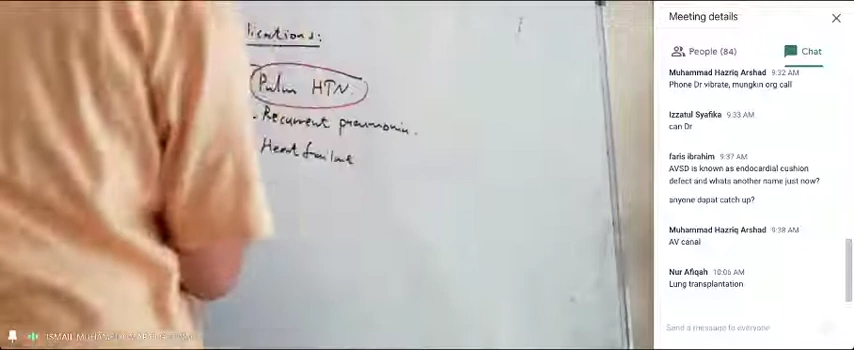 lications:
Pulm HTN.
. Recurrent pneumonia.
Heart failure
Meeting details
People (84)
Chat
Muhammad Hazriq Arshad 9:32 AM
Phone Dr vibrate, mungkin org call
Izzatul Syafika 9:33 AM
can Dr
faris ibrahim 9:37 AM
AVSD is known as endocardial cushion
defect and whats another name just now?
anyone dapat catch up?
Muhammad Hazriq Arshad 9:38 AM
AV canal
Nur Afiqah 10:06 AM
Lung transplantation
Send a message to everyone